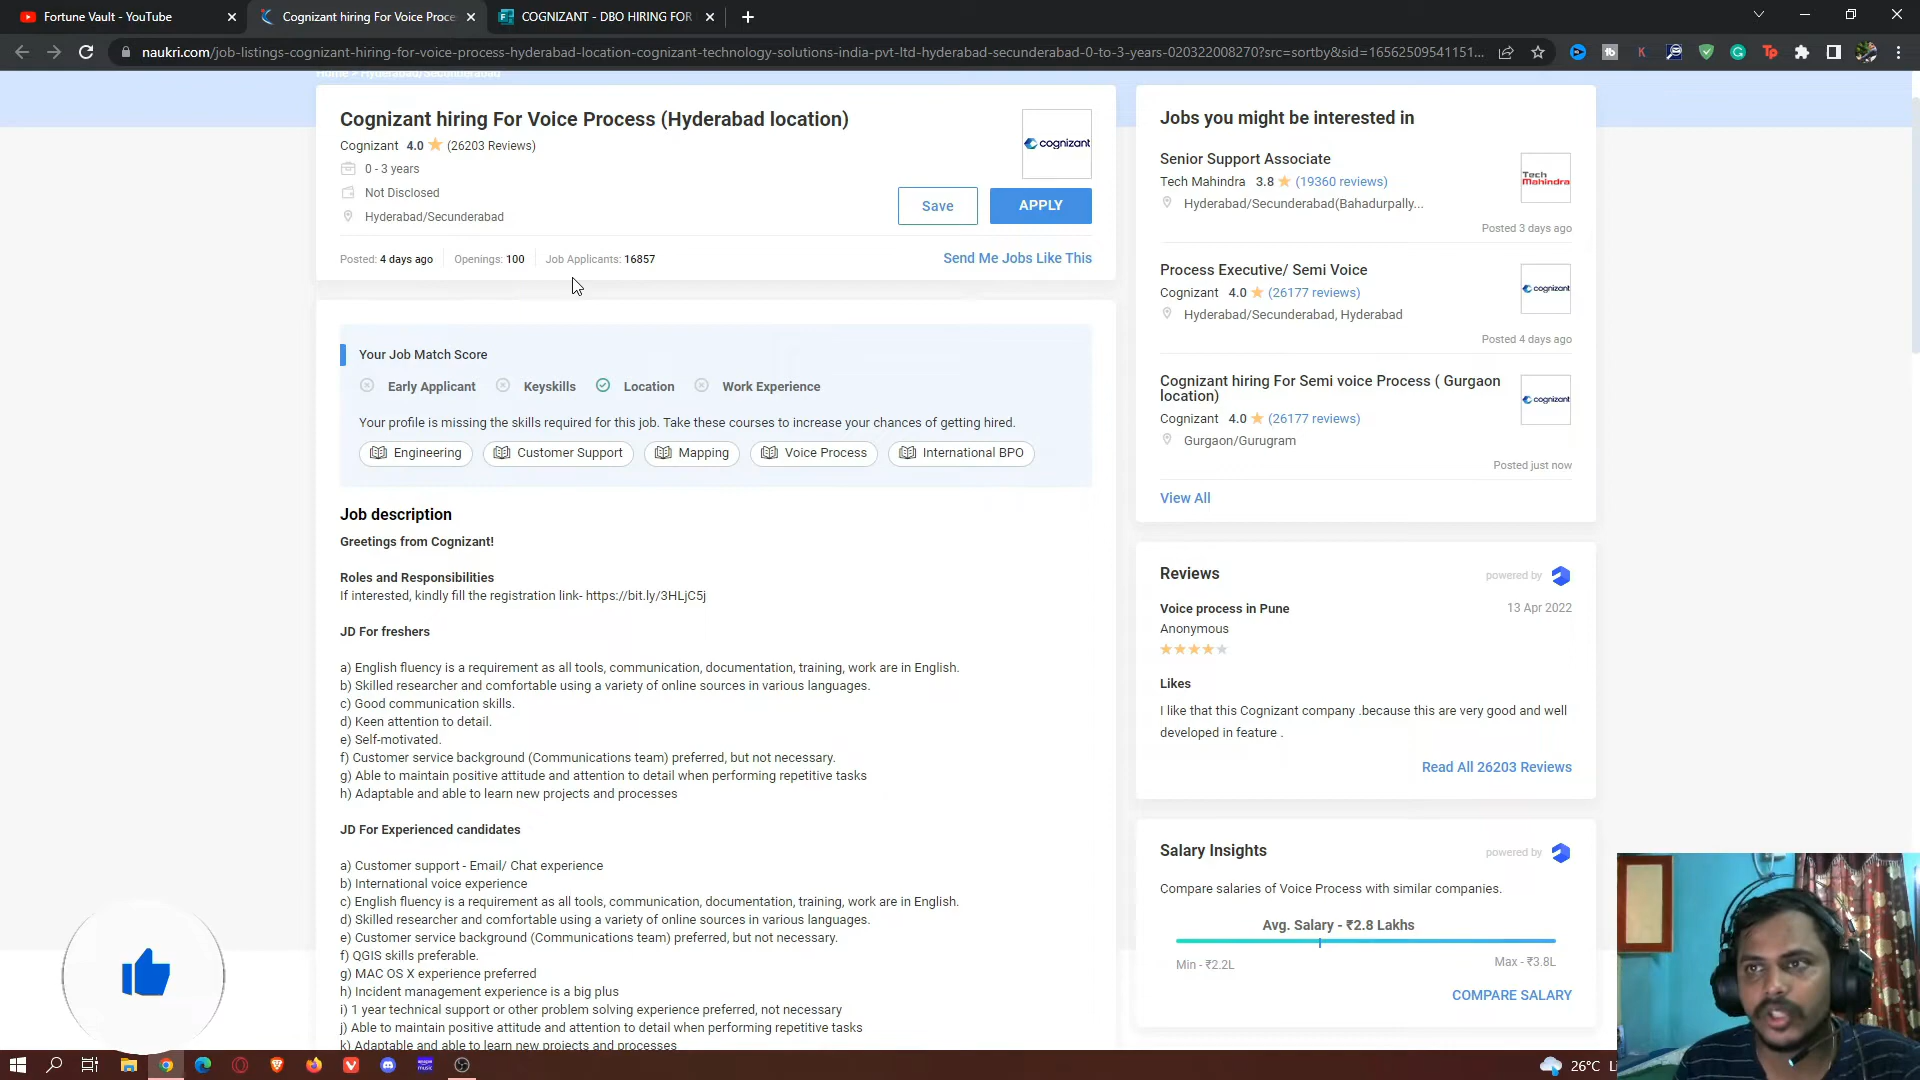 Fortune Vault - YouTube
Cognizant hiring For Voice Proce
COGNIZANT - DBO HIRING FOR
naukri.com/job-listings-cognizant-hiring-for-voice-process-hyderabad-location-cognizant-technology-solutions-india-pvt-ltd-hyderabad-secunderabad-0-to-3-years-020322008270?src=sortby&sid=16562509541151...
Home > Hyderabad/Secunderabad
Cognizant hiring For Voice Process (Hyderabad location)
Cognizant 4.0 (26203 Reviews)
0 - 3 years
Not Disclosed
Hyderabad/Secunderabad
cognizant
Save
APPLY
Posted: 4 days ago
Openings: 100
Job Applicants: 16857
Send Me Jobs Like This
Your Job Match Score
Early Applicant
Keyskills
Location
Work Experience
Your profile is missing the skills required for this job. Take these courses to increase your chances of getting hired.
Engineering
Customer Support
Mapping
Voice Process
International BPO
Job description
Greetings from Cognizant!
Roles and Responsibilities
If interested, kindly fill the registration link- https://bit.ly/3HLjC5j
JD For freshers
a) English fluency is a requirement as all tools, communication, documentation, training, work are in English.
b) Skilled researcher and comfortable using a variety of online sources in various languages.
c) Good communication skills.
d) Keen attention to detail.
e) Self-motivated.
f) Customer service background (Communications team) preferred, but not necessary.
g) Able to maintain positive attitude and attention to detail when performing repetitive tasks
h) Adaptable and able to learn new projects and processes
JD For Experienced candidates
a) Customer support - Email/ Chat experience
b) International voice experience
c) English fluency is a requirement as all tools, communication, documentation, training, work are in English.
d) Skilled researcher and comfortable using a variety of online sources in various languages.
e) Customer service background (Communications team) preferred, but not necessary.
f) QGIS skills preferable.
g) MAC OS X experience preferred
h) Incident management experience is a big plus
i) 1 year technical support or other problem solving experience preferred, not necessary
j) Able to maintain positive attitude and attention to detail when performing repetitive tasks
k) Adaptable and able to learn new projects and processes
Jobs you might be interested in
Senior Support Associate
Tech Mahindra 3.8 (19360 reviews)
Hyderabad/Secunderabad(Bahadurpally...
Tech Mahindra
Posted 3 days ago
Process Executive/ Semi Voice
Cognizant 4.0 (26177 reviews)
Hyderabad/Secunderabad, Hyderabad
cognizant
Posted 4 days ago
Cognizant hiring For Semi voice Process ( Gurgaon location)
Cognizant 4.0 (26177 reviews)
Gurgaon/Gurugram
cognizant
Posted just now
View All
Reviews
powered by
Voice process in Pune
13 Apr 2022
Anonymous
Likes
I like that this Cognizant company .because this are very good and well
developed in feature .
Read All 26203 Reviews
Salary Insights
powered by
Compare salaries of Voice Process with similar companies.
Avg. Salary - ₹2.8 Lakhs
Min - ₹2.2L
Max - ₹3.8L
COMPARE SALARY
26°C